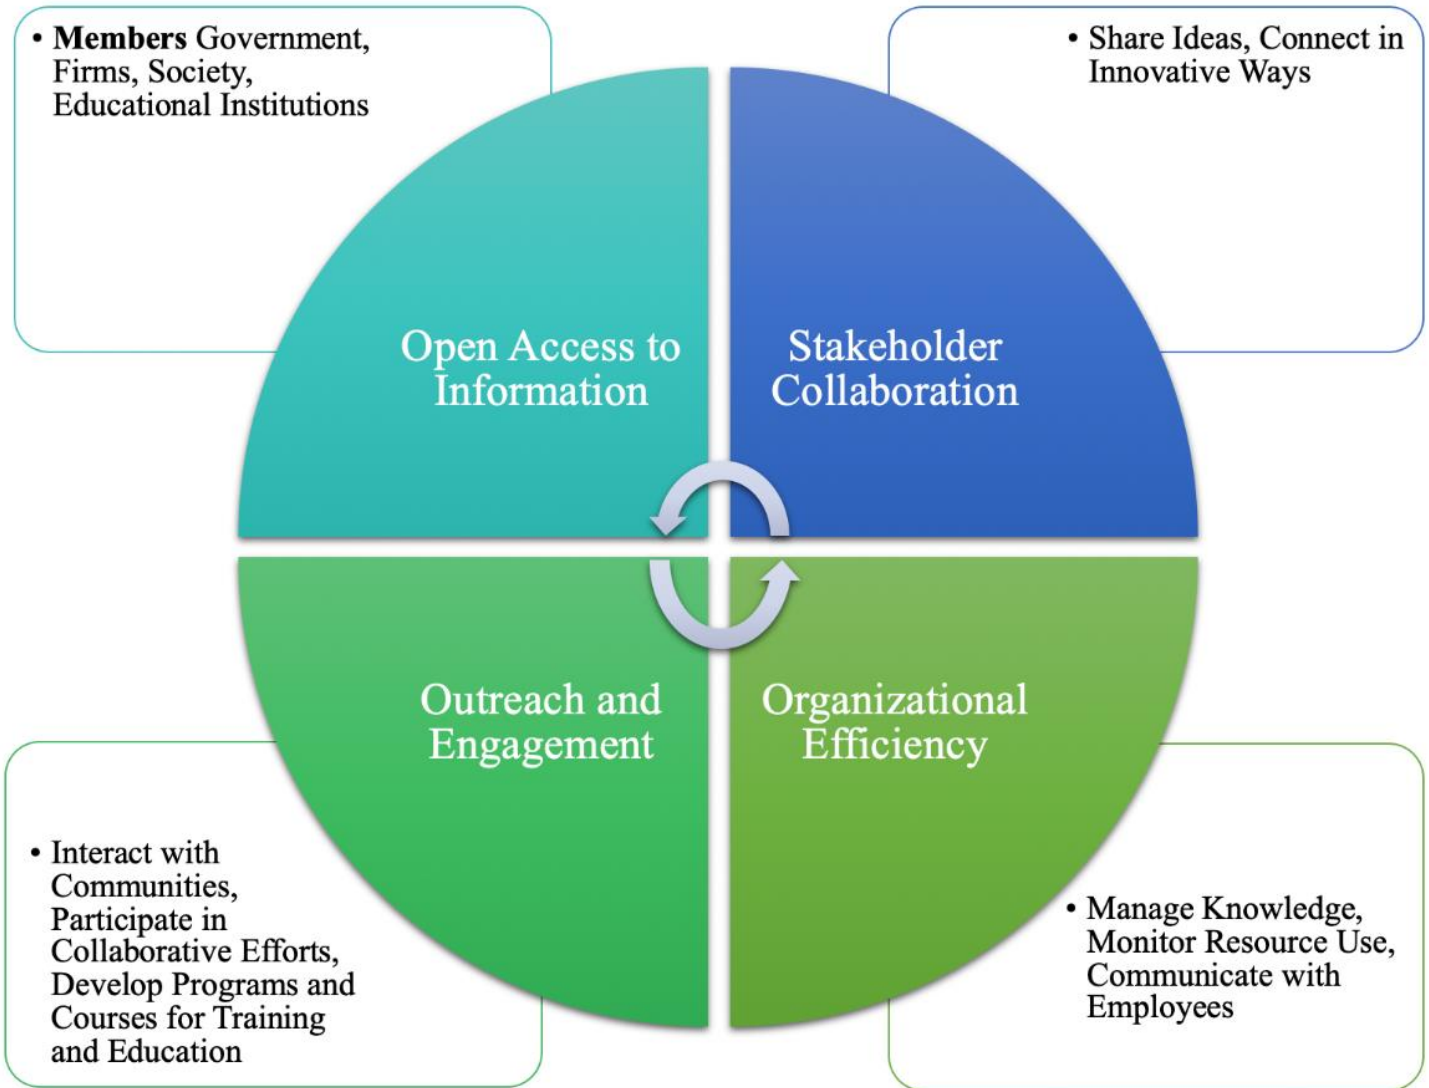 • Members Government,
Firms, Society,
Educational Institutions
• Share Ideas, Connect in
Innovative Ways
Open Access to
Information
Stakeholder
Collaboration
Outreach and
Engagement
Organizational
Efficiency
• Interact with
Communities,
Participate in
Collaborative Efforts,
Develop Programs and
Courses for Training
and Education
• Manage Knowledge,
Monitor Resource Use,
Communicate with
Employees